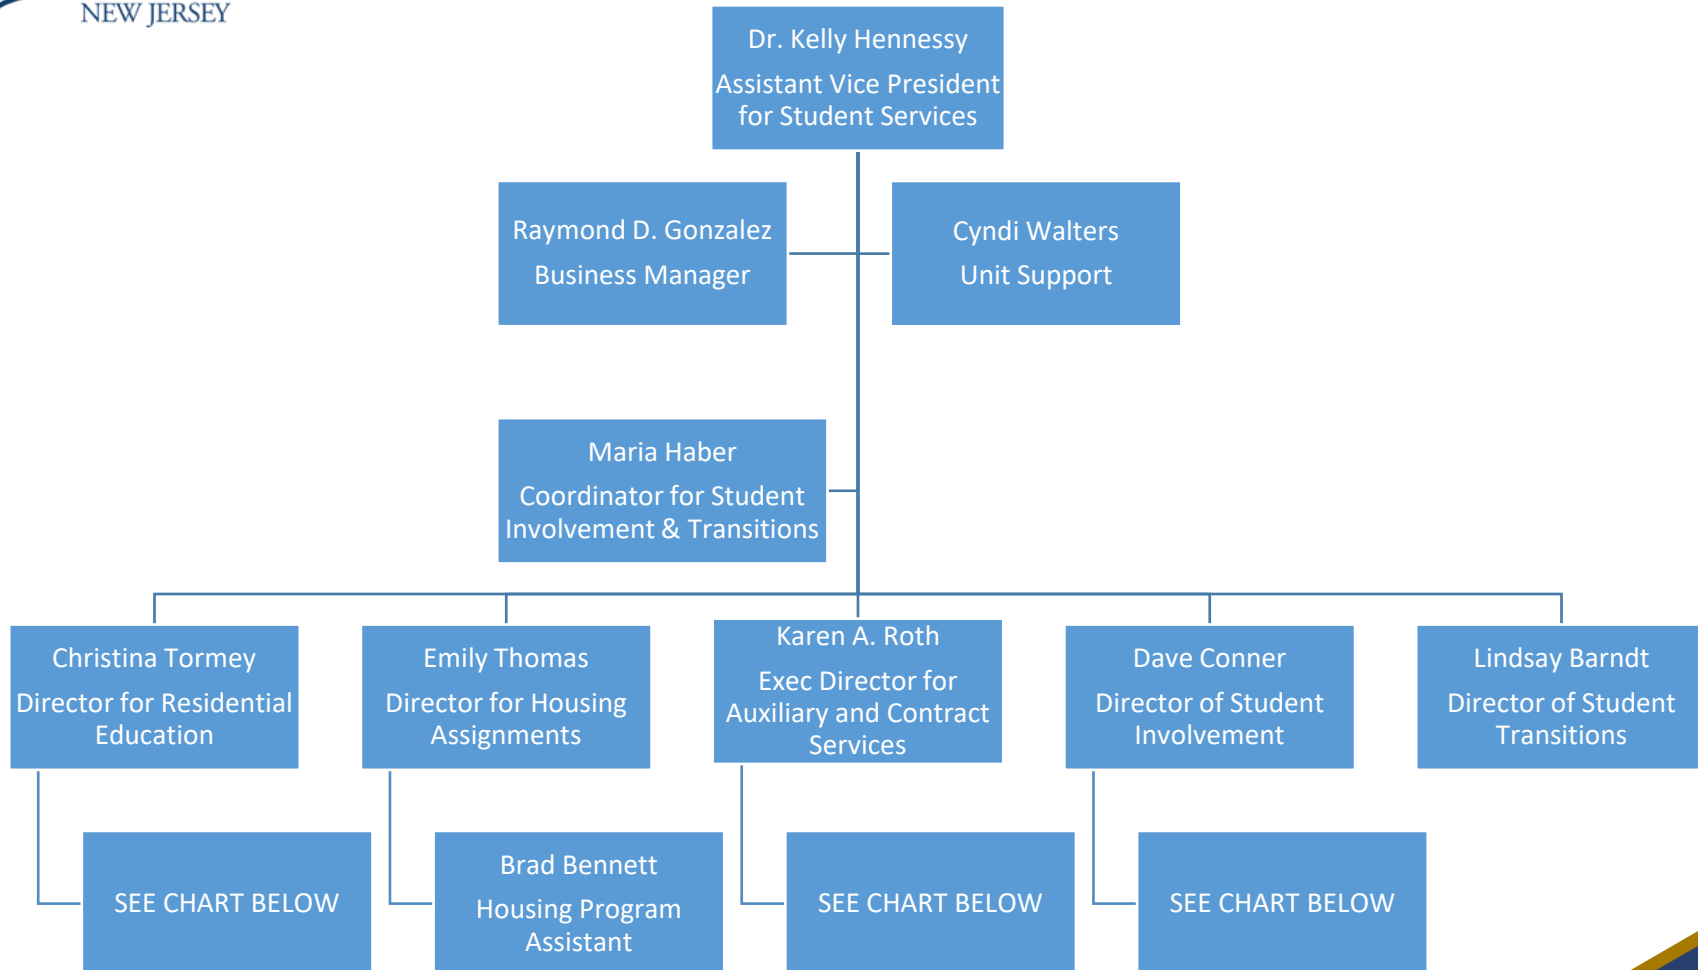 NEW JERSEY
Dr. Kelly Hennessy
Assistant Vice President
for Student Services
Raymond D. Gonzalez
Business Manager
Cyndi Walters
Unit Support
Maria Haber
Coordinator for Student
Involvement & Transitions
Christina Tormey
Director for Residential
Education
Emily Thomas
Director for Housing
Assignments
Karen A. Roth
Exec Director for
Auxiliary and Contract
Services
Dave Conner
Director of Student
Involvement
Lindsay Barndt
Director of Student
Transitions
SEE CHART BELOW
Brad Bennett
Housing Program
Assistant
SEE CHART BELOW
SEE CHART BELOW